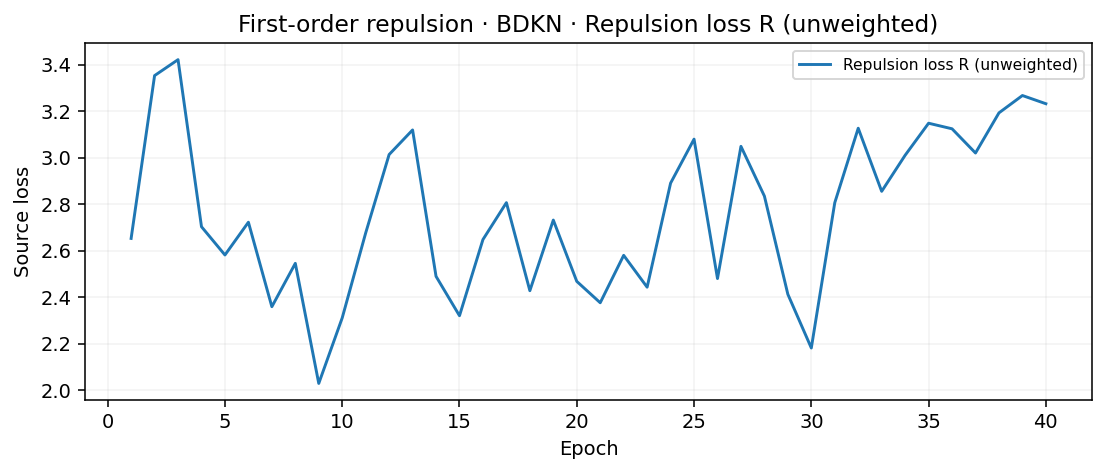 First-order repulsion · BDKN · Repulsion loss R (unweighted)
Repulsion loss R (unweighted)
Source loss
3.4
3.2
3.0
2.8
2.6
2.4
2.2
2.0
0 5 10 15 20 25 30 35 40
Epoch